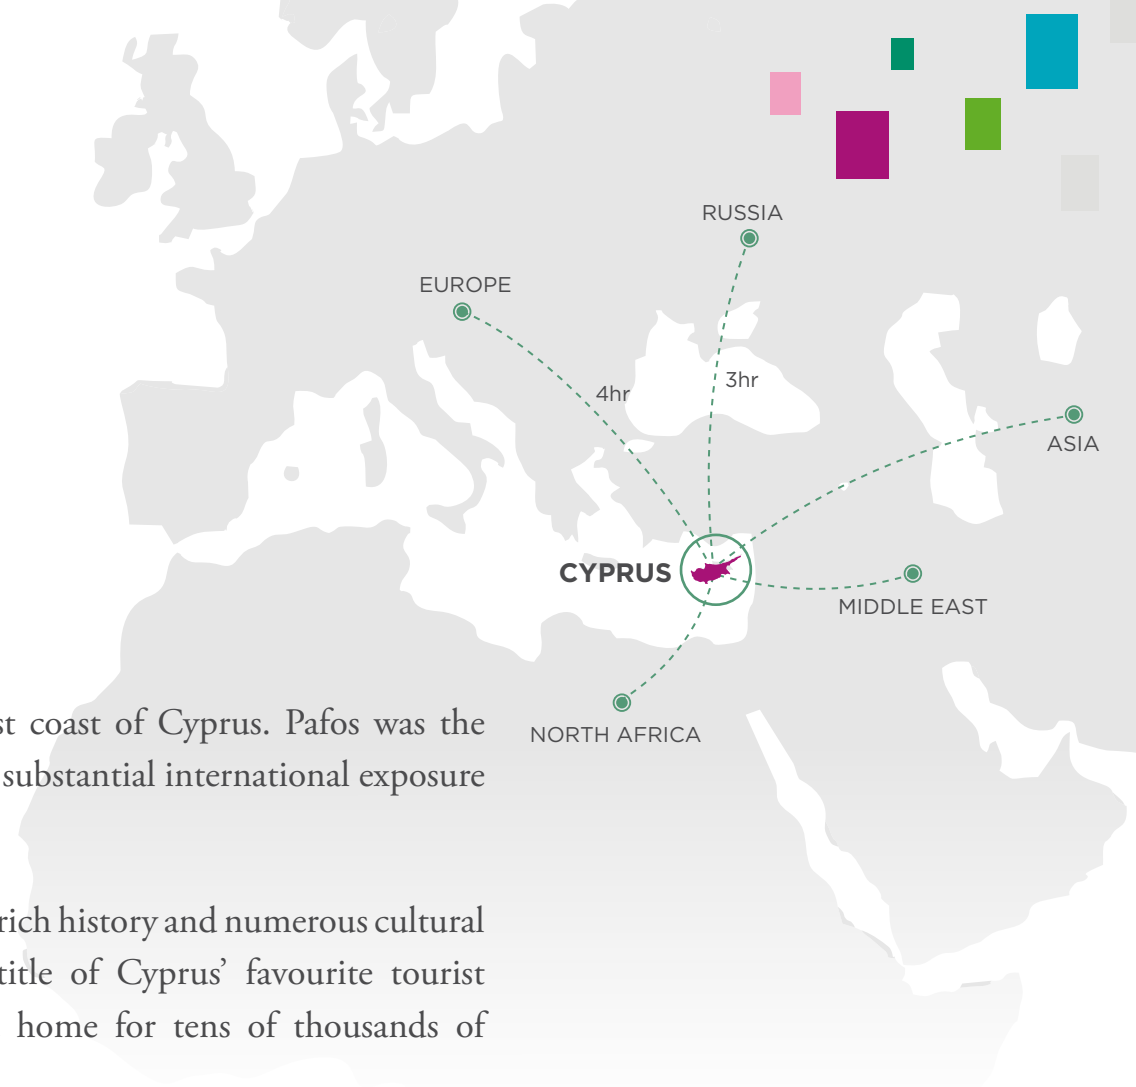 RUSSIA
EUROPE
4hr
3hr
ASIA
CYPRUS
MIDDLE EAST
NORTH AFRICA
coast of Cyprus. Pafos was the
substantial international exposure
rich history and numerous cultural
title of Cyprus’ favourite tourist
home for tens of thousands of